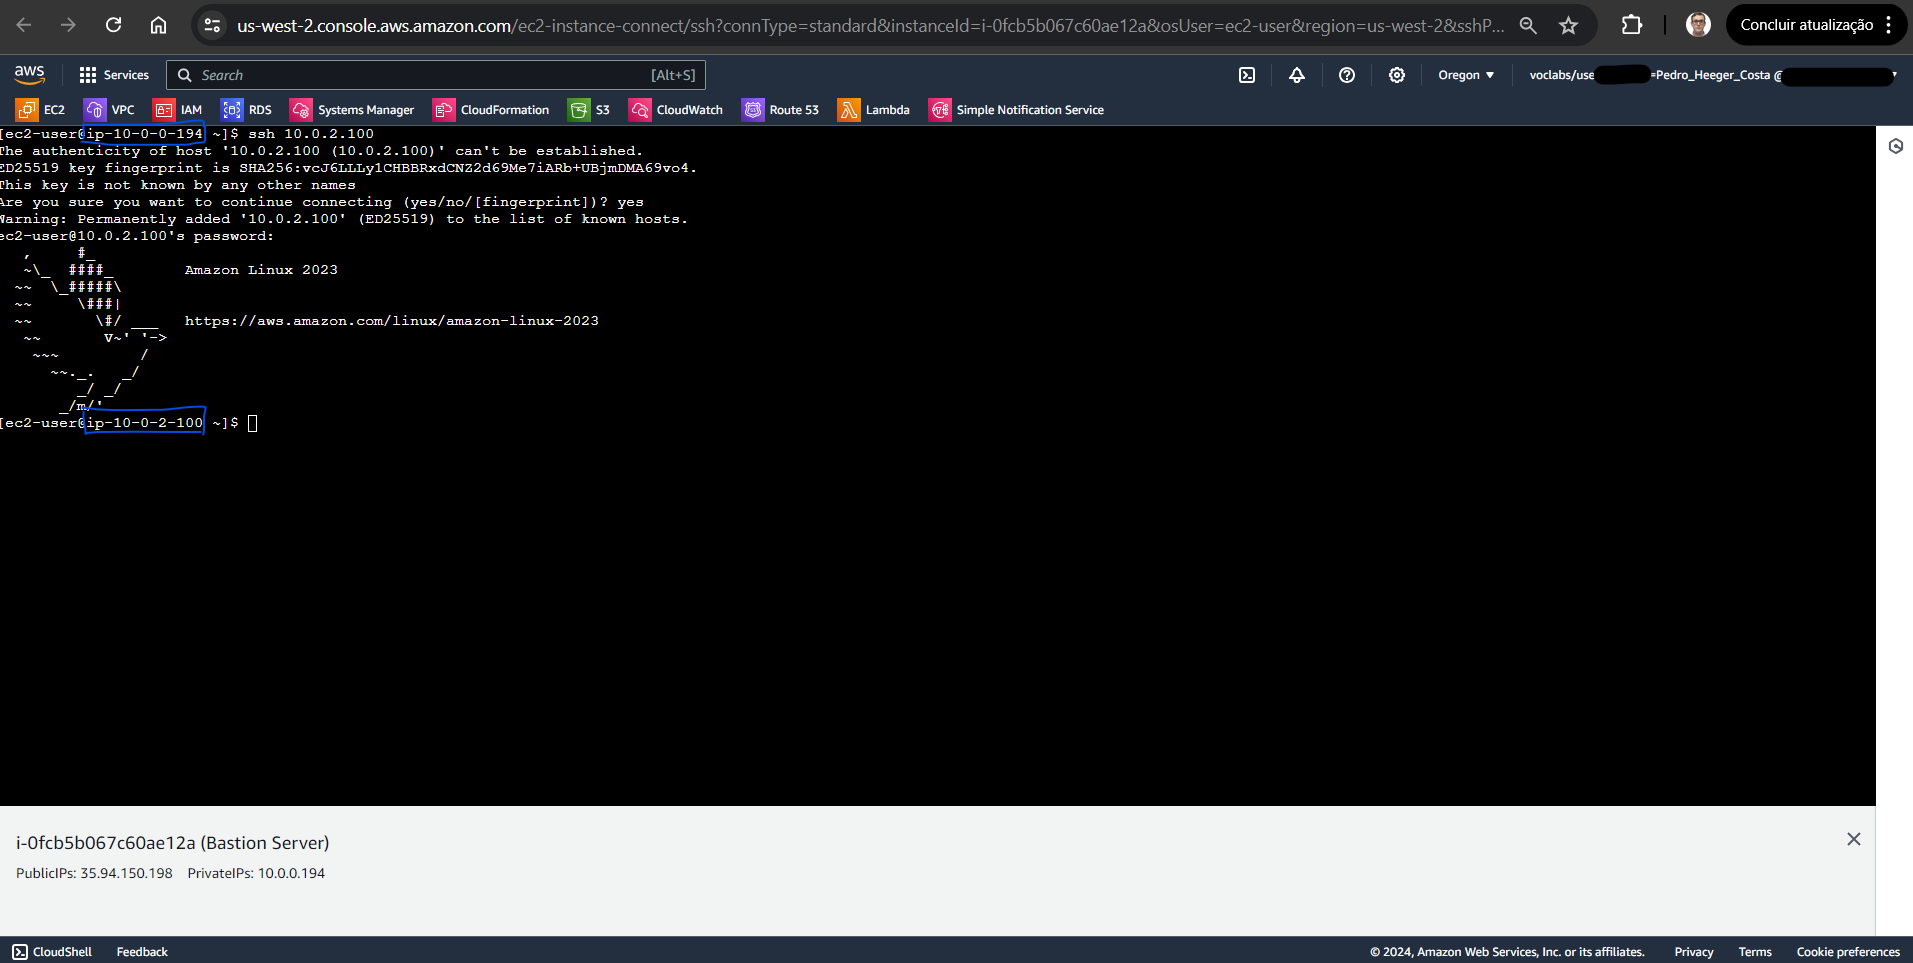 us-west-2.console.aws.amazon.com/ec2-instance-connect/ssh?connType=standard&instanceId=i-0fcb5b067c60ae12a&osUser=ec2-user&region=us-west-2&sshP...
Concluir atualização
aws Services Search [Alt+S] Oregon voclabs/use =Pedro_Heeger_Costa @
EC2 VPC IAM RDS Systems Manager CloudFormation S3 CloudWatch Route 53 Lambda Simple Notification Service
[ec2-user@ip-10-0-0-194 ~]$ ssh 10.0.2.100
The authenticity of host '10.0.2.100 (10.0.2.100)' can't be established.
ED25519 key fingerprint is SHA256:vcJ6LLLy1CHBBRxdCNZ2d69Me7iARb+UBjmDMA69vo4.
This key is not known by any other names
Are you sure you want to continue connecting (yes/no/[fingerprint])? yes
Warning: Permanently added '10.0.2.100' (ED25519) to the list of known hosts.
ec2-user@10.0.2.100's password:
   ,     #_
   ~\_  ####_        Amazon Linux 2023
  ~~  \_#####\
  ~~     \###|
  ~~       \#/ ___   https://aws.amazon.com/linux/amazon-linux-2023
   ~~       V~' '->
    ~~~         /
      ~~._.   _/
         _/ _/
       _/m/'
[ec2-user@ip-10-0-2-100 ~]$
i-0fcb5b067c60ae12a (Bastion Server)
PublicIPs: 35.94.150.198 PrivateIPs: 10.0.0.194
CloudShell Feedback © 2024, Amazon Web Services, Inc. or its affiliates. Privacy Terms Cookie preferences